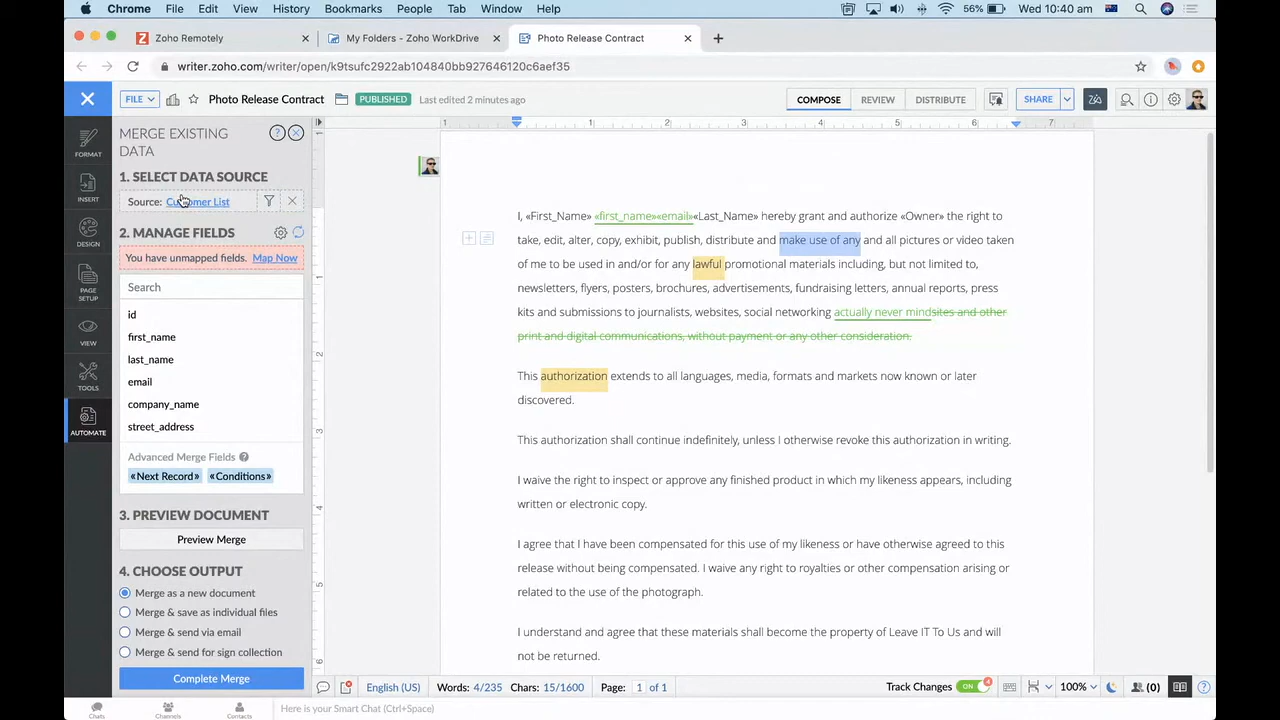 Chrome File Edit View History Bookmarks People Tab Window Help 56% Wed 10:40 am
Zoho Remotely My Folders - Zoho WorkDrive Photo Release Contract
writer.zoho.com/writer/open/k9tsufc2922ab104840bb927646120c6aef35
FILE Photo Release Contract PUBLISHED Last edited 2 minutes ago COMPOSE REVIEW DISTRIBUTE SHARE
FORMAT
INSERT
DESIGN
PAGE
SETUP
VIEW
TOOLS
AUTOMATE
MERGE EXISTING
DATA
1. SELECT DATA SOURCE
Source: Customer List
2. MANAGE FIELDS
You have unmapped fields. Map Now
Search
id
first_name
last_name
email
company_name
street_address
Advanced Merge Fields
«Next Record» «Conditions»
3. PREVIEW DOCUMENT
Preview Merge
4. CHOOSE OUTPUT
Merge as a new document
Merge & save as individual files
Merge & send via email
Merge & send for sign collection
Complete Merge
1 1 2 3 4 5 6 7
1
2
3
4
5
6
I, «First_Name» «first_name»«email»«Last_Name» hereby grant and authorize «Owner» the right to
take, edit, alter, copy, exhibit, publish, distribute and make use of any and all pictures or video taken
of me to be used in and/or for any lawful promotional materials including, but not limited to,
newsletters, flyers, posters, brochures, advertisements, fundraising letters, annual reports, press
kits and submissions to journalists, websites, social networking actually never mindsites and other
print and digital communications, without payment or any other consideration.
This authorization extends to all languages, media, formats and markets now known or later
discovered.
This authorization shall continue indefinitely, unless I otherwise revoke this authorization in writing.
I waive the right to inspect or approve any finished product in which my likeness appears, including
written or electronic copy.
I agree that I have been compensated for this use of my likeness or have otherwise agreed to this
release without being compensated. I waive any right to royalties or other compensation arising or
related to the use of the photograph.
I understand and agree that these materials shall become the property of Leave IT To Us and will
not be returned.
English (US) Words: 4/235 Chars: 15/1600 Page: 1 of 1 Track Changes ON 4 100% (0)
Chats Channels Contacts Here is your Smart Chat (Ctrl+Space)